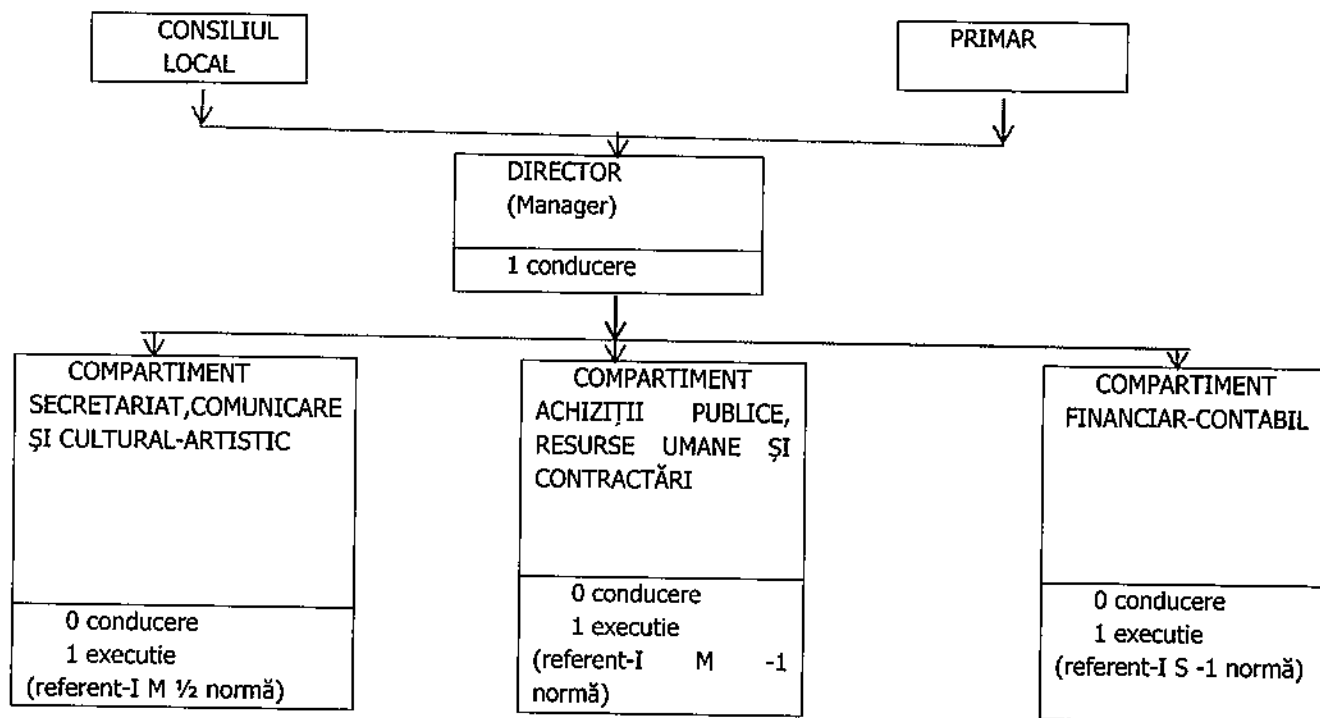 CONSILIUL
LOCAL
PRIMAR
DIRECTOR
(Manager)
1 conducere
COMPARTIMENT
SECRETARIAT,COMUNICARE
ŞI CULTURAL-ARTISTIC
0 conducere
1 executie
(referent-I M ½ normă)
COMPARTIMENT
ACHIZIŢII PUBLICE,
RESURSE UMANE ŞI
CONTRACTĂRI
0 conducere
1 executie
(referent-I M -1
normă)
COMPARTIMENT
FINANCIAR-CONTABIL
0 conducere
1 executie
(referent-I S -1 normă)